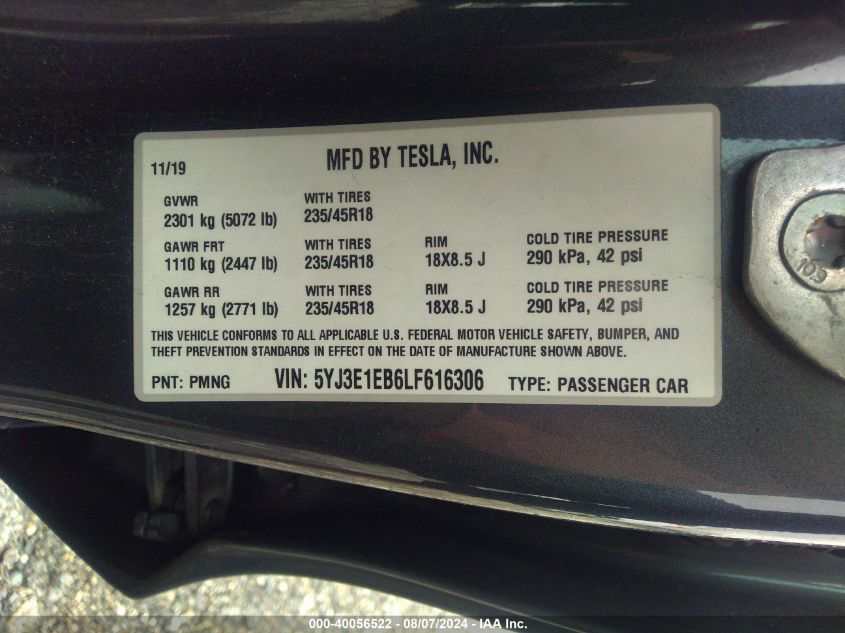 11/19 MFD BY TESLA, INC.
GVWR WITH TIRES
2301 kg (5072 lb) 235/45R18
GAWR FRT WITH TIRES RIM COLD TIRE PRESSURE
1110 kg (2447 lb) 235/45R18 18X8.5 J 290 kPa, 42 psi
GAWR RR WITH TIRES RIM COLD TIRE PRESSURE
1257 kg (2771 lb) 235/45R18 18X8.5 J 290 kPa, 42 psi
THIS VEHICLE CONFORMS TO ALL APPLICABLE U.S. FEDERAL MOTOR VEHICLE SAFETY, BUMPER, AND
THEFT PREVENTION STANDARDS IN EFFECT ON THE DATE OF MANUFACTURE SHOWN ABOVE.
PNT: PMNG VIN: 5YJ3E1EB6LF616306 TYPE: PASSENGER CAR
10.9
000-40056522 - 08/07/2024 - IAA Inc.